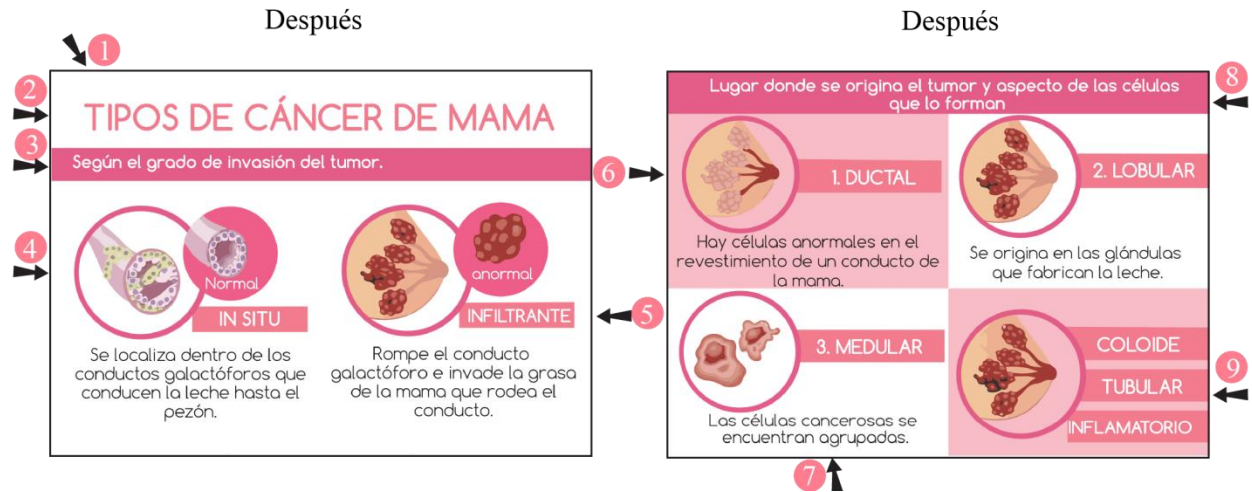 Después
1
2
TIPOS DE CÁNCER DE MAMA
3
Según el grado de invasión del tumor.
4
Normal
IN SITU
Se localiza dentro de los
conductos galactóforos que
conducen la leche hasta el
pezón.
anormal
INFILTRANTE
5
Rompe el conducto
galactóforo e invade la grasa
de la mama que rodea el
conducto.
Después
8
Lugar donde se origina el tumor y aspecto de las células
que lo forman
6
1. DUCTAL
Hay células anormales en el
revestimiento de un conducto de
la mama.
2. LOBULAR
Se origina en las glándulas
que fabrican la leche.
3. MEDULAR
Las células cancerosas se
encuentran agrupadas.
7
COLOIDE
TUBULAR
INFLAMATORIO
9